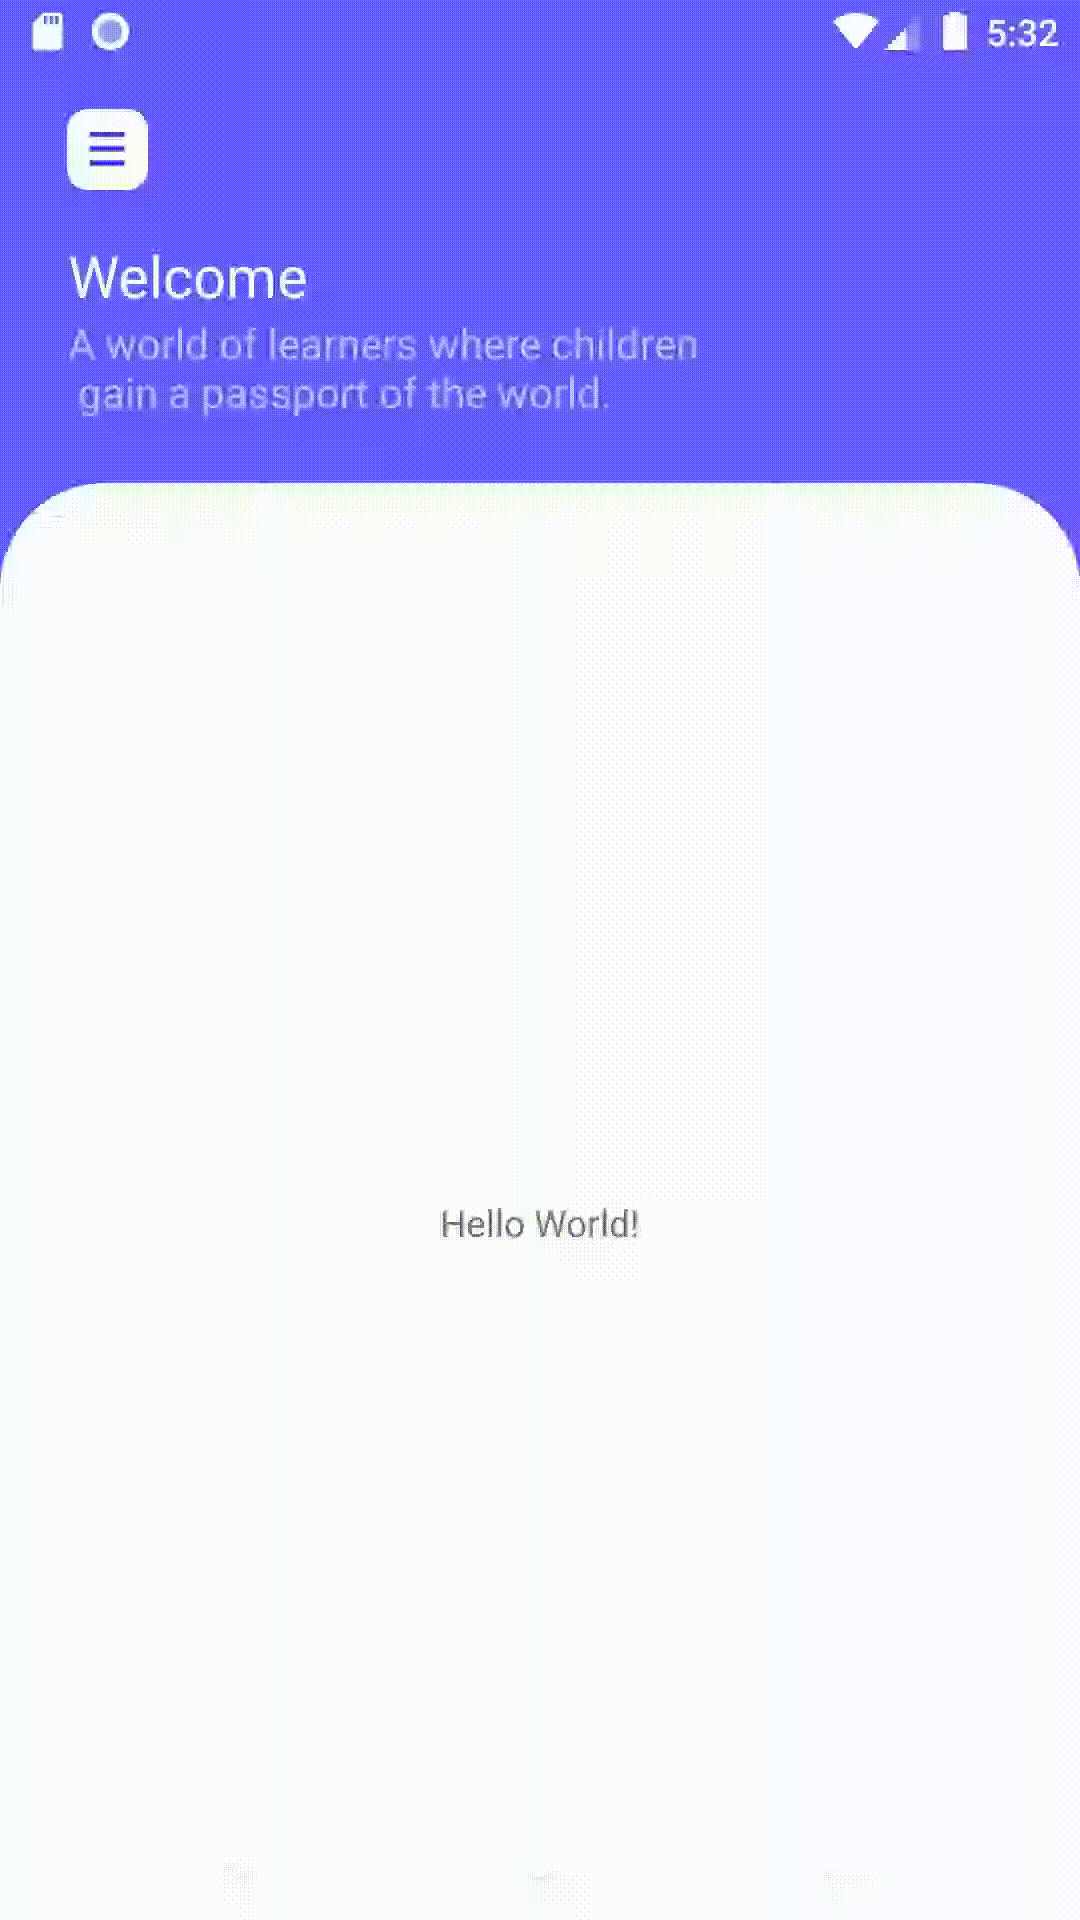 5:32
Welcome
A world of learners where children
gain a passport of the world.
Hello World!